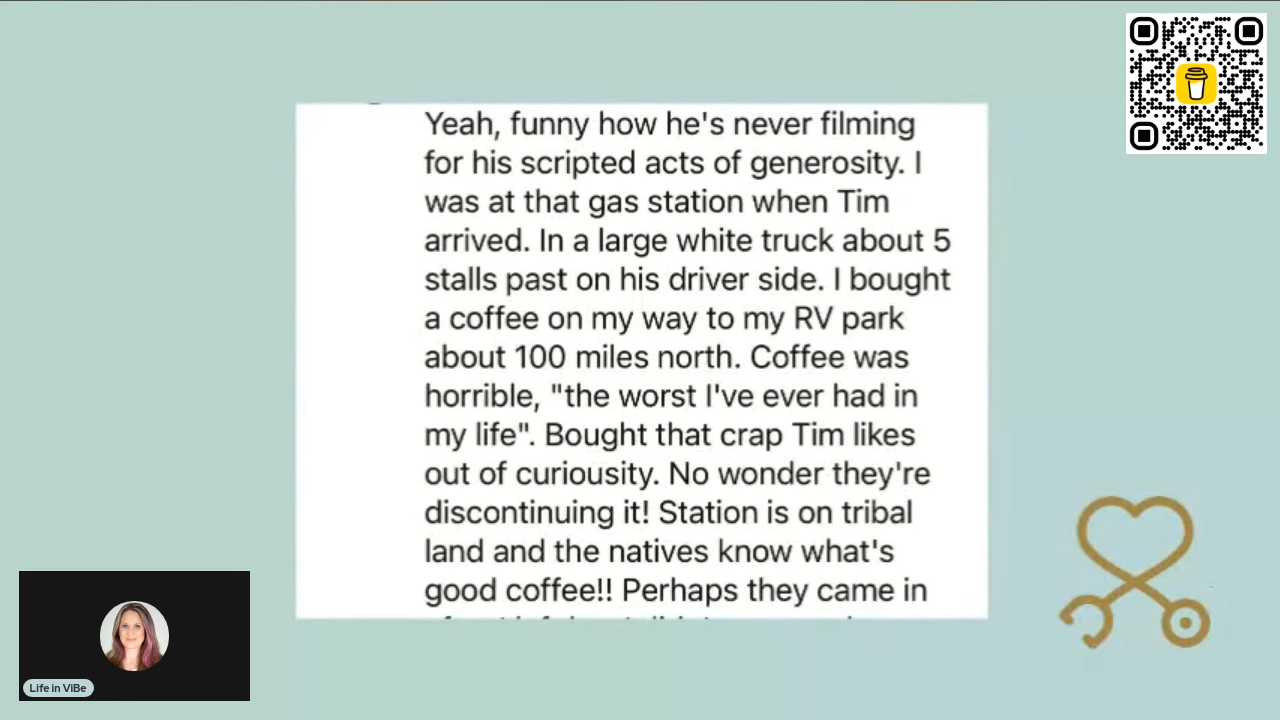 Yeah, funny how he's never filming
for his scripted acts of generosity. I
was at that gas station when Tim
arrived. In a large white truck about 5
stalls past on his driver side. I bought
a coffee on my way to my RV park
about 100 miles north. Coffee was
horrible, "the worst I've ever had in
my life". Bought that crap Tim likes
out of curiousity. No wonder they're
discontinuing it! Station is on tribal
land and the natives know what's
good coffee!! Perhaps they came in
Life in ViBe